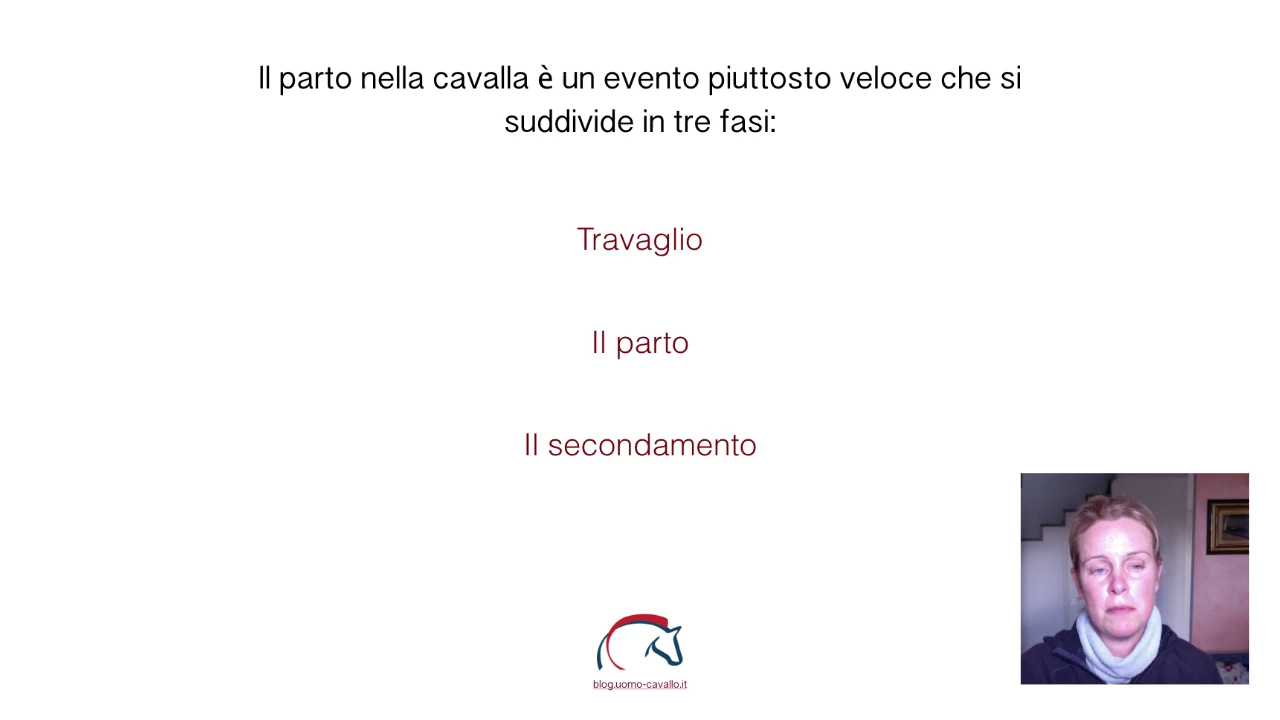 Il parto nella cavalla è un evento piuttosto veloce che si
suddivide in tre fasi:
Travaglio
Il parto
Il secondamento
blog.uomo-cavallo.it